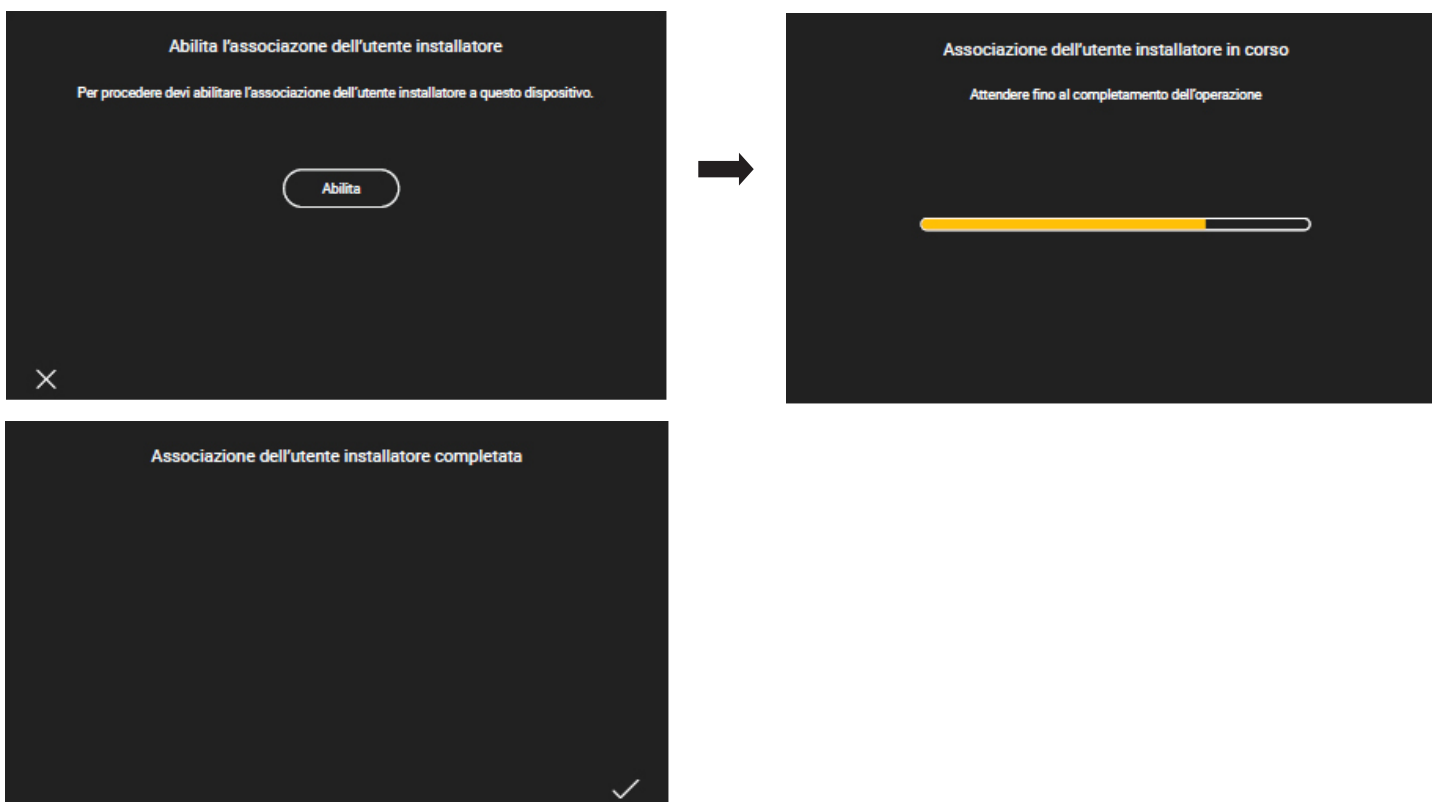 Abilita l'associazone dell'utente installatore
Per procedere devi abilitare l'associazione dell'utente installatore a questo dispositivo.
Abilita
Associazione dell'utente installatore in corso
Attendere fino al completamento dell'operazione
Associazione dell'utente installatore completata